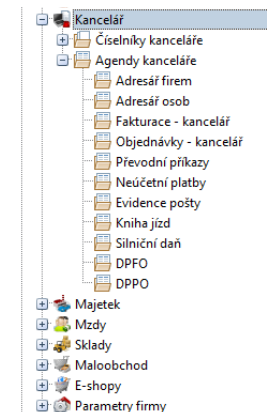 Kancelář
Číselníky kanceláře
Agendy kanceláře
Adresář firem
Adresář osob
Fakturace - kancelář
Objednávky - kancelář
Převodní příkazy
Neúčetní platby
Evidence pošty
Kniha jízd
Silniční daň
DPFO
DPPO
Majetek
Mzdy
Sklady
Maloobchod
E-shopy
Parametry firmy